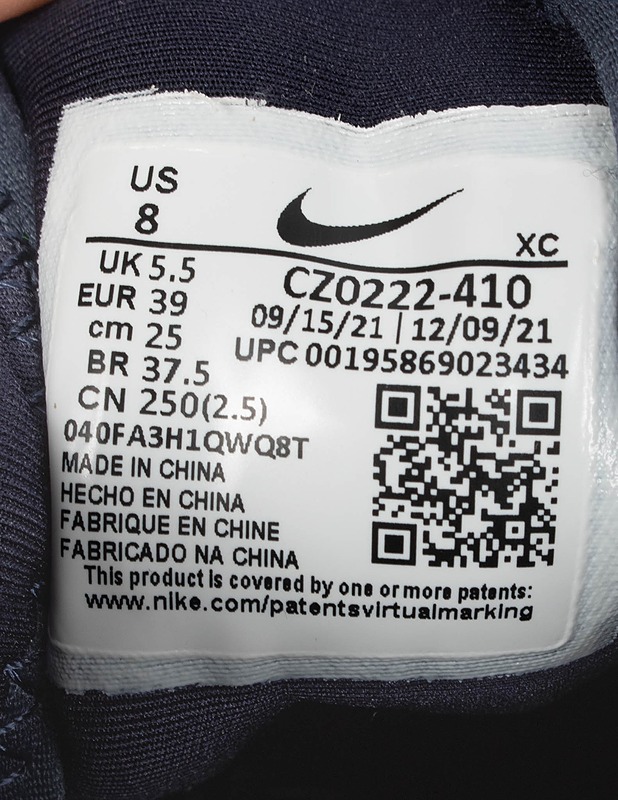 US
8
XC
UK 5.5
EUR 39
cm 25
BR 37.5
CN 250(2.5)
CZ0222-410
09/15/21 | 12/09/21
UPC 00195869023434
040FA3H1QWQ8T
MADE IN CHINA
HECHO EN CHINA
FABRIQUE EN CHINE
FABRICADO NA CHINA
This product is covered by one or more patents:
www.nike.com/patentsvirtualmarking